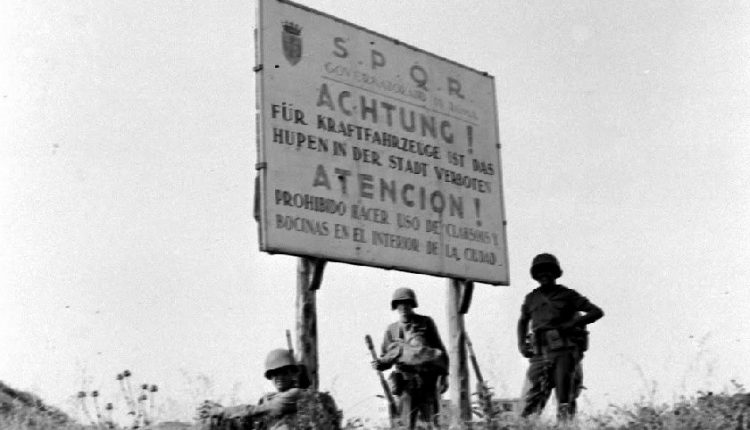 S.P.Q.R.
GOVERNATORATO DI ROMA
ACHTUNG!
FÜR KRAFTFAHRZEUGE IST DAS
HUPEN IN DER STADT VERBOTEN
ATENCION!
PROHIBIDO HACER USO DE CLAKSONS Y
BOCINAS EN EL INTERIOR DE LA CIUDAD